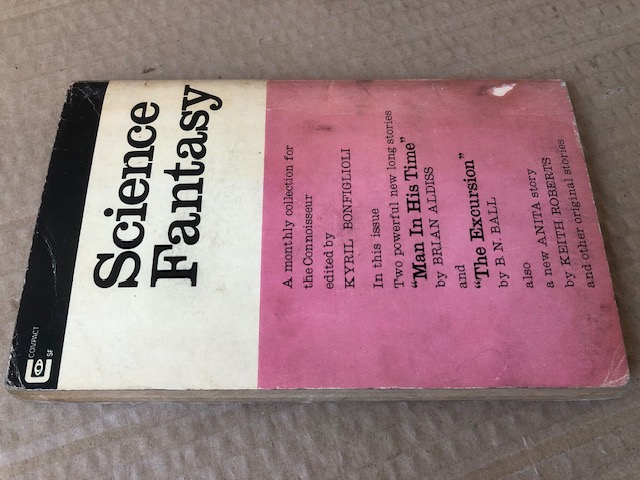 COMPACT
SF
Science
Fantasy
A monthly collection for
the Connoisseur
edited by
KYRIL BONFIGLIOLI
In this issue
Two powerful new long stories
“Man In His Time”
by BRIAN ALDISS
and
“The Excursion”
by B. N. BALL
also
a new ANITA story
by KEITH ROBERTS
and other original stories